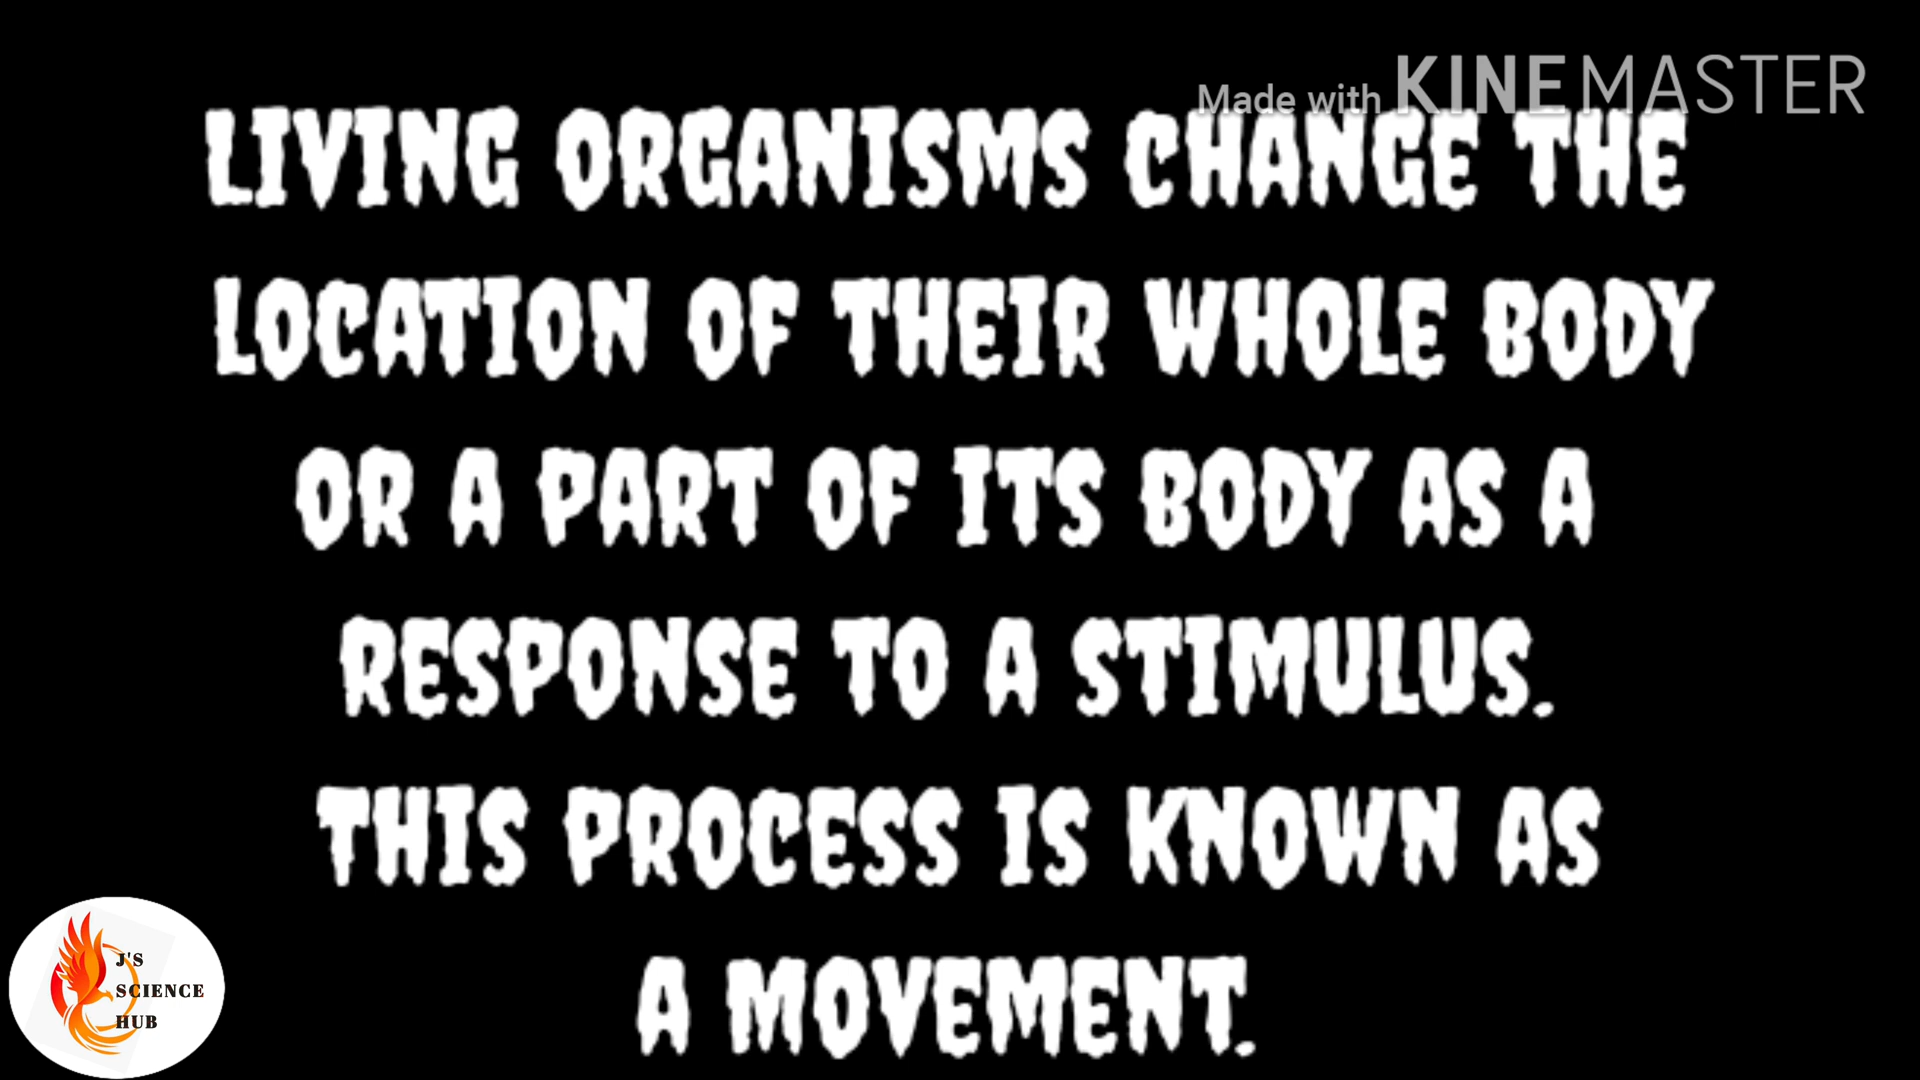 Made with KINEMASTER
LIVING ORGANISMS CHANGE THE
LOCATION OF THEIR WHOLE BODY
OR A PART OF ITS BODY AS A
RESPONSE TO A STIMULUS.
THIS PROCESS IS KNOWN AS
A MOVEMENT.
J'S
SCIENCE
HUB